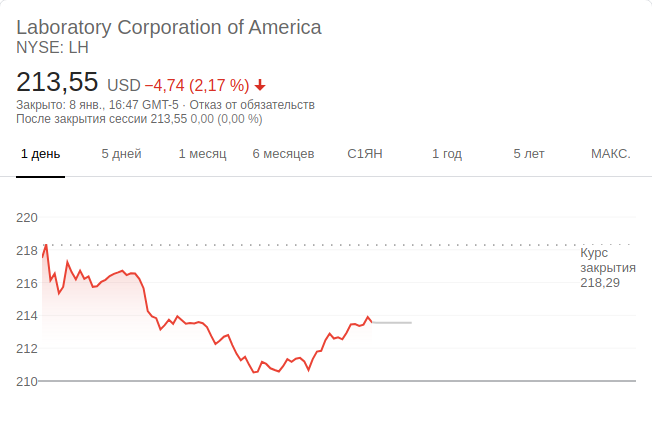 Laboratory Corporation of America
NYSE: LH
213,55 USD −4,74 (2,17 %)
Закрыто: 8 янв., 16:47 GMT-5 · Отказ от обязательств
После закрытия сессии 213,55 0,00 (0,00 %)
1 день 5 дней 1 месяц 6 месяцев С1ЯН 1 год 5 лет МАКС.
220
218
Курс
закрытия
218,29
216
214
212
210